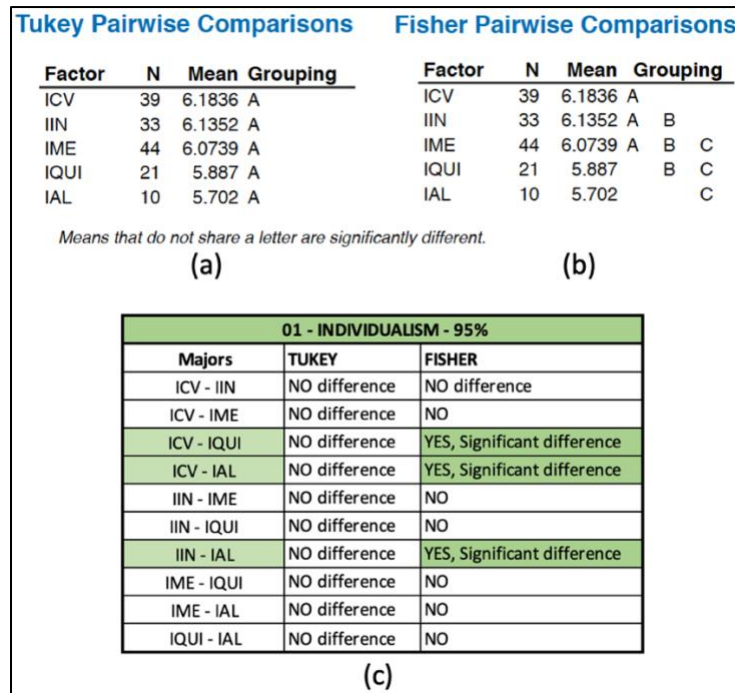 Tukey Pairwise Comparisons
Factor N Mean Grouping
ICV 39 6.1836 A
IIN 33 6.1352 A
IME 44 6.0739 A
IQUI 21 5.887 A
IAL 10 5.702 A
Fisher Pairwise Comparisons
Factor N Mean Grouping
ICV 39 6.1836 A
IIN 33 6.1352 A B
IME 44 6.0739 A B C
IQUI 21 5.887 B C
IAL 10 5.702 C
Means that do not share a letter are significantly different.
(a)
(b)
01 - INDIVIDUALISM - 95%
Majors TUKEY FISHER
ICV - IIN NO difference NO difference
ICV - IME NO difference NO
ICV - IQUI NO difference YES, Significant difference
ICV - IAL NO difference YES, Significant difference
IIN - IME NO difference NO
IIN - IQUI NO difference NO
IIN - IAL NO difference YES, Significant difference
IME - IQUI NO difference NO
IME - IAL NO difference NO
IQUI - IAL NO difference NO
(c)